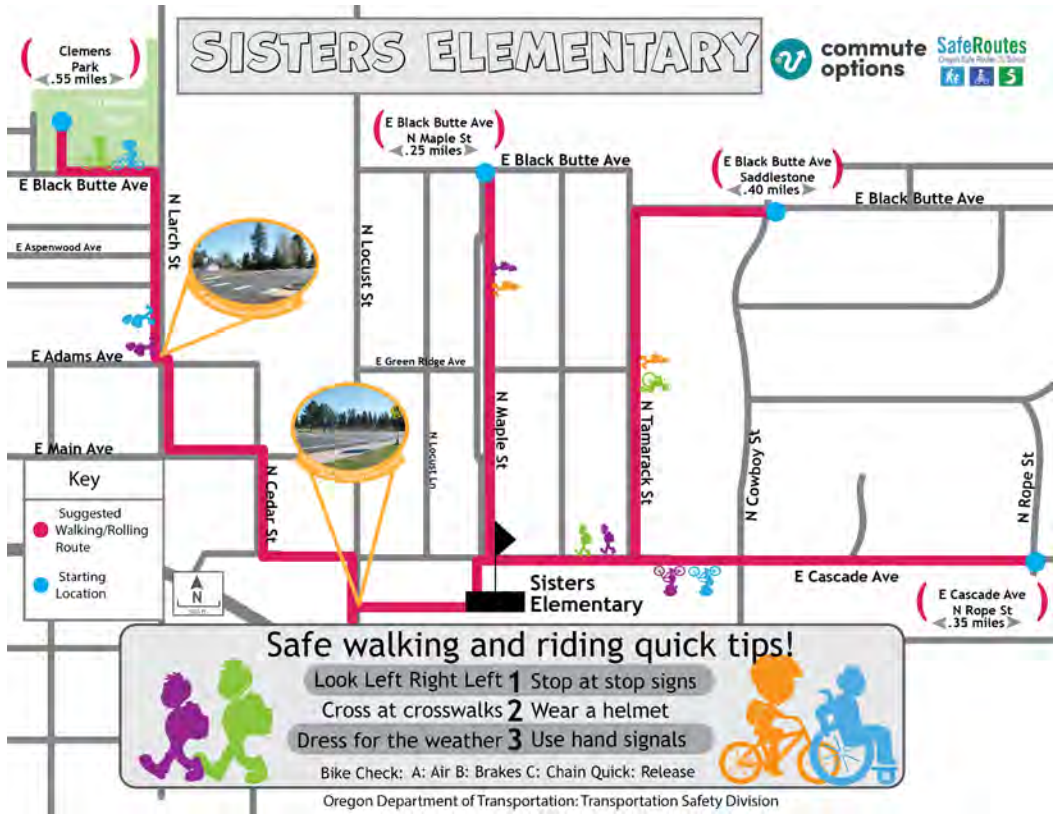 SISTERS ELEMENTARY
commute
options
SafeRoutes
Clemens
Park
.55 miles
E Black Butte Ave
N Maple St
.25 miles
E Black Butte Ave
E Black Butte Ave
Saddlestone
.40 miles
E Black Butte Ave
E Black Butte Ave
N Larch St
E Aspenwood Ave
N Locust St
E Adams Ave
E Green Ridge Ave
N Maple St
N Locust Ln
N Tamarack St
N Cowboy St
N Rope St
E Main Ave
N Cedar St
Key
Suggested
Walking/Rolling
Route
Starting
Location
N
Sisters
Elementary
E Cascade Ave
E Cascade Ave
N Rope St
.35 miles
Safe walking and riding quick tips!
Look Left Right Left 1 Stop at stop signs
Cross at crosswalks 2 Wear a helmet
Dress for the weather 3 Use hand signals
Bike Check: A: Air B: Brakes C: Chain Quick: Release
Oregon Department of Transportation: Transportation Safety Division